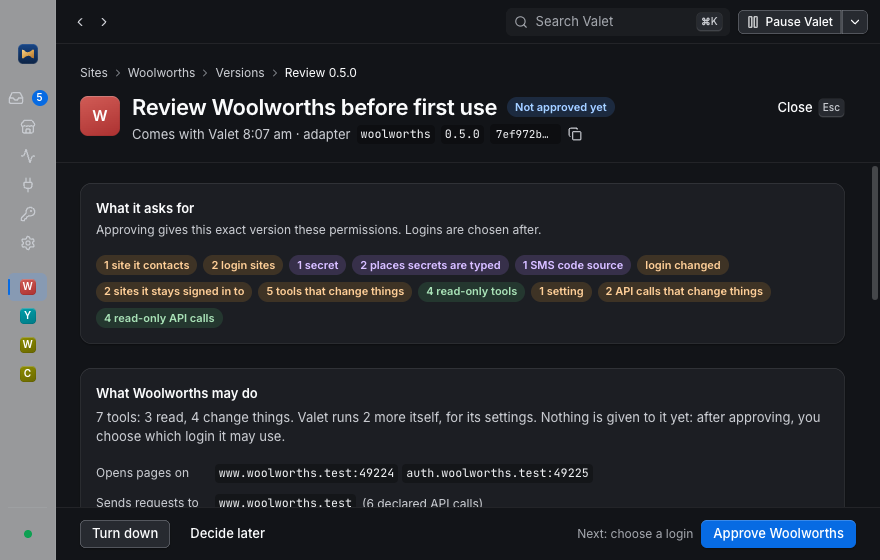 Search Valet
⌘K
Pause Valet
5
Sites > Woolworths > Versions > Review 0.5.0
W
Review Woolworths before first use
Not approved yet
Close Esc
Comes with Valet 8:07 am · adapter woolworths 0.5.0 7ef972b…
What it asks for
Approving gives this exact version these permissions. Logins are chosen after.
1 site it contacts 2 login sites 1 secret 2 places secrets are typed 1 SMS code source login changed
2 sites it stays signed in to 5 tools that change things 4 read-only tools 1 setting 2 API calls that change things
4 read-only API calls
W
Y
W
C
What Woolworths may do
7 tools: 3 read, 4 change things. Valet runs 2 more itself, for its settings. Nothing is given to it yet: after approving, you
choose which login it may use.
Opens pages on www.woolworths.test:49224 auth.woolworths.test:49225
Sends requests to www.woolworths.test (6 declared API calls)
Turn down Decide later Next: choose a login Approve Woolworths